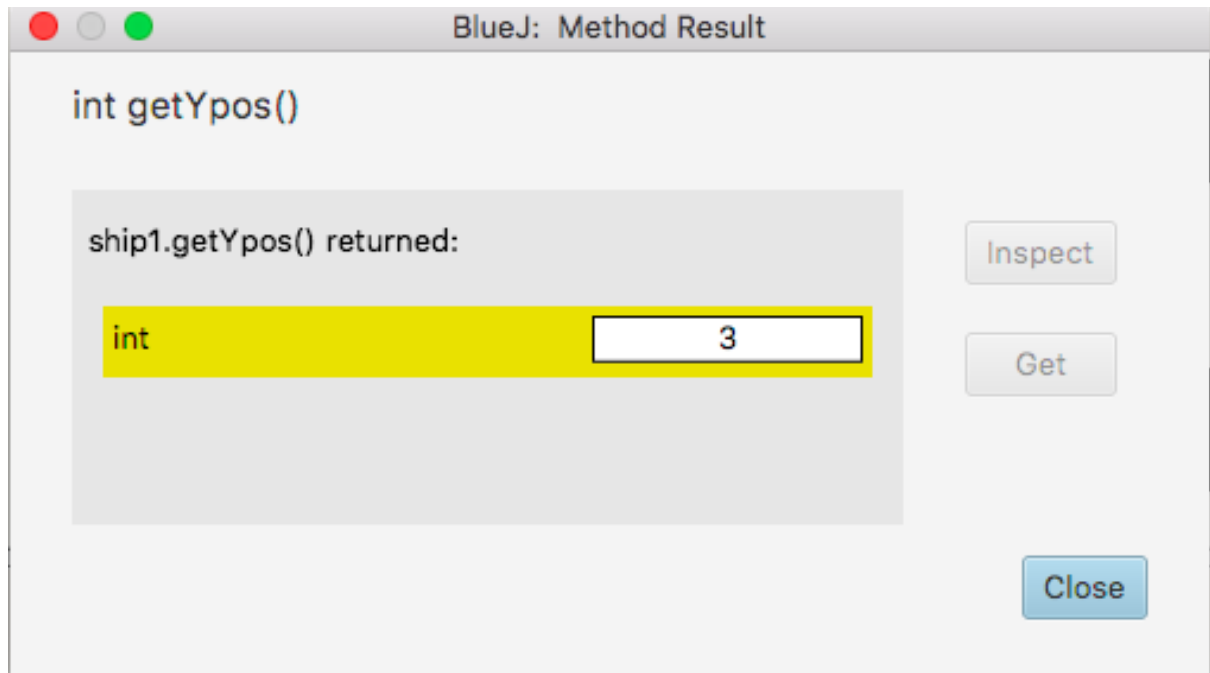 BlueJ: Method Result
int getYpos()
ship1.getYpos() returned:
Inspect
int 3
Get
Close